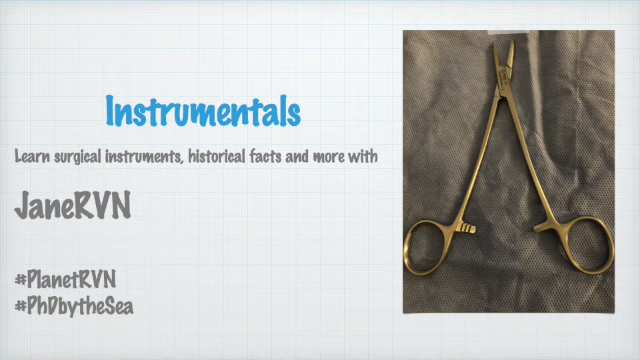 Instrumentals
Learn surgical instruments, historical facts and more with
JaneRVN
#PlanetRVN
#PhDbytheSea